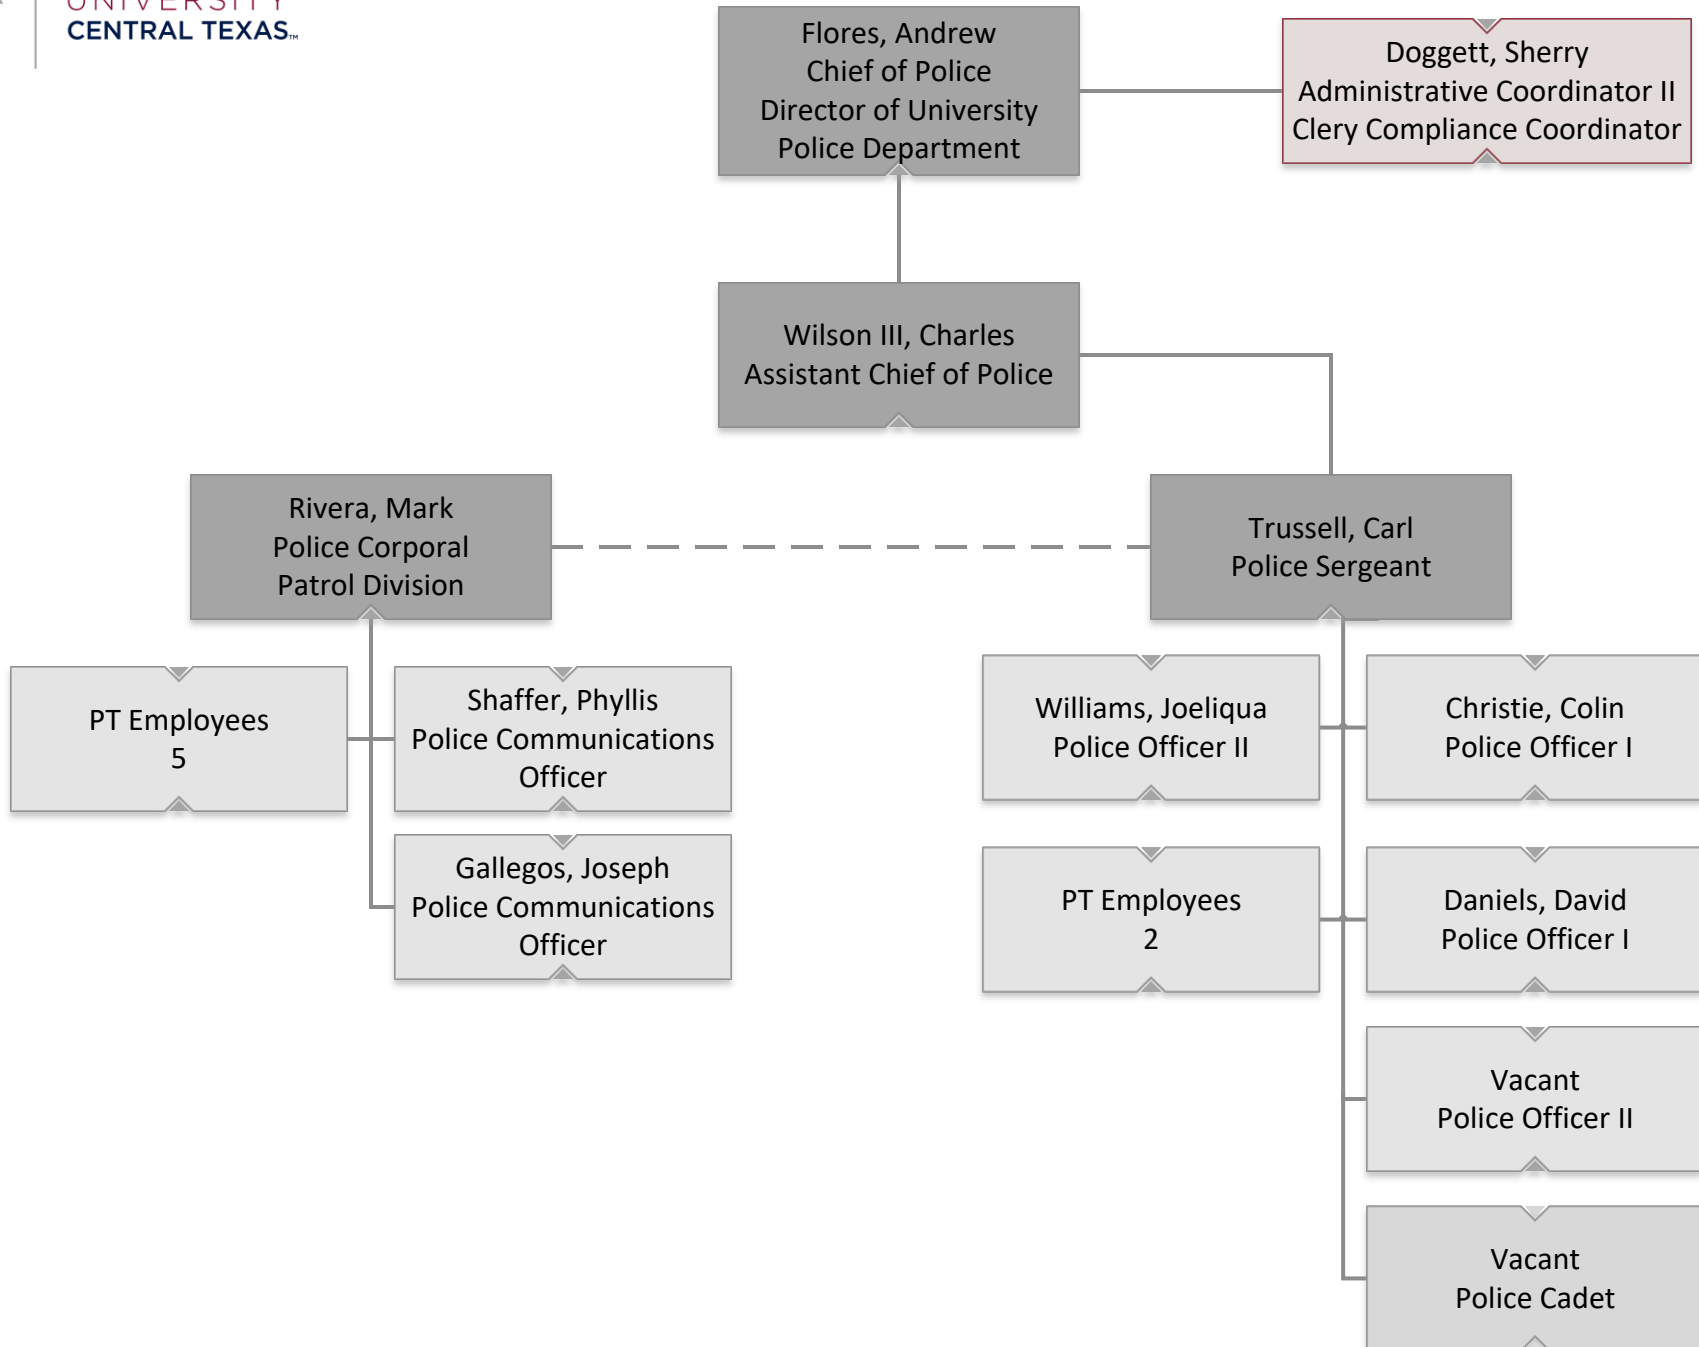 UNIVERSITY
CENTRAL TEXAS™
Flores, Andrew
Chief of Police
Director of University
Police Department
Doggett, Sherry
Administrative Coordinator II
Clery Compliance Coordinator
Wilson III, Charles
Assistant Chief of Police
Rivera, Mark
Police Corporal
Patrol Division
Trussell, Carl
Police Sergeant
PT Employees
5
Shaffer, Phyllis
Police Communications
Officer
Gallegos, Joseph
Police Communications
Officer
Williams, Joeliqua
Police Officer II
Christie, Colin
Police Officer I
PT Employees
2
Daniels, David
Police Officer I
Vacant
Police Officer II
Vacant
Police Cadet